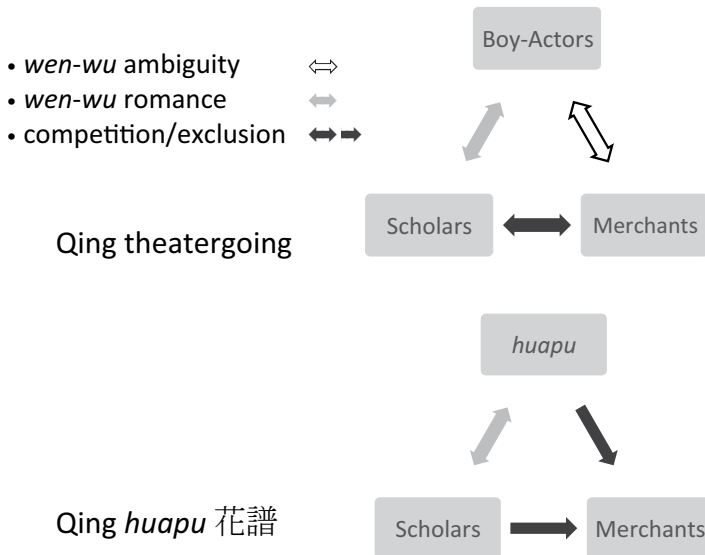 Boy-Actors
• wen-wu ambiguity
• wen-wu romance
• competition/exclusion
Scholars
Merchants
Qing theatergoing
huapu
Qing huapu 花譜
Scholars
Merchants